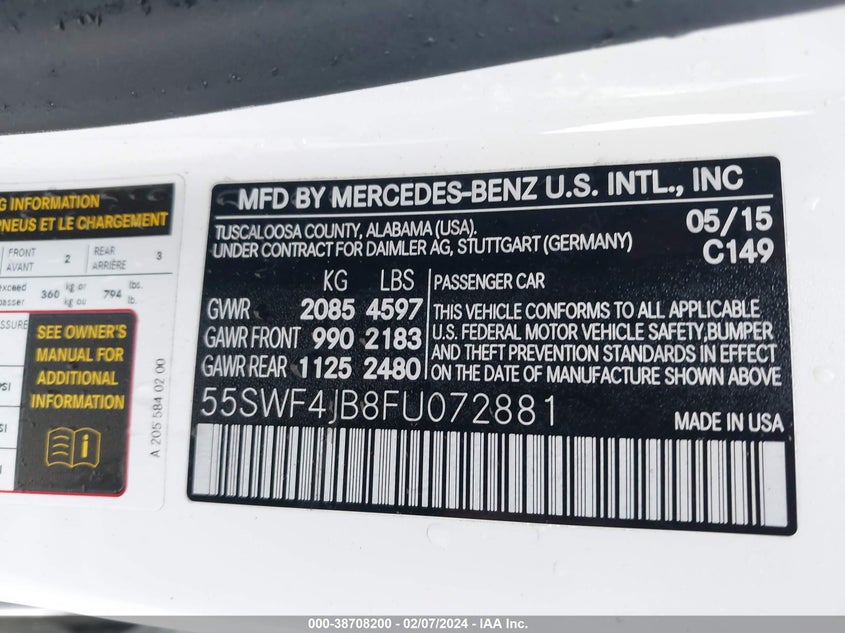 G INFORMATION
PNEUS ET LE CHARGEMENT
FRONT
AVANT
2
REAR
ARRIÈRE
3
exceed
passer
360
kg or
kg ou
794
lbs.
lb.
SEE OWNER'S
MANUAL FOR
ADDITIONAL
INFORMATION
A 205 584 02 00
MFD BY MERCEDES-BENZ U.S. INTL., INC
TUSCALOOSA COUNTY, ALABAMA (USA). 05/15
UNDER CONTRACT FOR DAIMLER AG, STUTTGART (GERMANY) C149
KG LBS PASSENGER CAR
GVWR 2085 4597
GAWR FRONT 990 2183
GAWR REAR 1125 2480
THIS VEHICLE CONFORMS TO ALL APPLICABLE
U.S. FEDERAL MOTOR VEHICLE SAFETY,BUMPER
AND THEFT PREVENTION STANDARDS IN EFFECT
ON THE DATE OF MANUFACTURE SHOWN ABOVE
55SWF4JB8FU072881
MADE IN USA
000-38708200 - 02/07/2024 - IAA Inc.